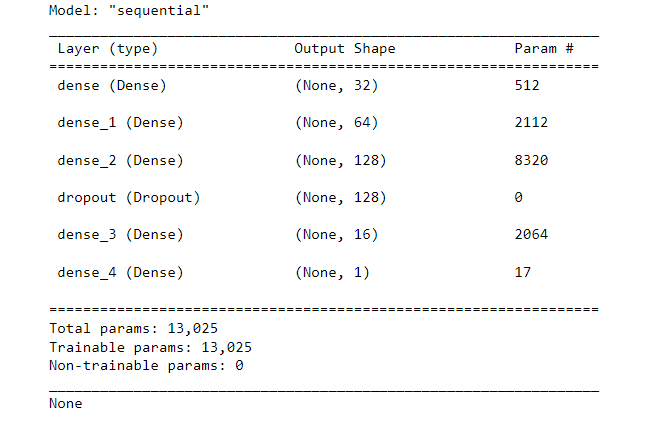 Model: "sequential"
_________________________________________________________________
Layer (type) Output Shape Param #
=================================================================
dense (Dense) (None, 32) 512
dense_1 (Dense) (None, 64) 2112
dense_2 (Dense) (None, 128) 8320
dropout (Dropout) (None, 128) 0
dense_3 (Dense) (None, 16) 2064
dense_4 (Dense) (None, 1) 17
=================================================================
Total params: 13,025
Trainable params: 13,025
Non-trainable params: 0
_________________________________________________________________
None